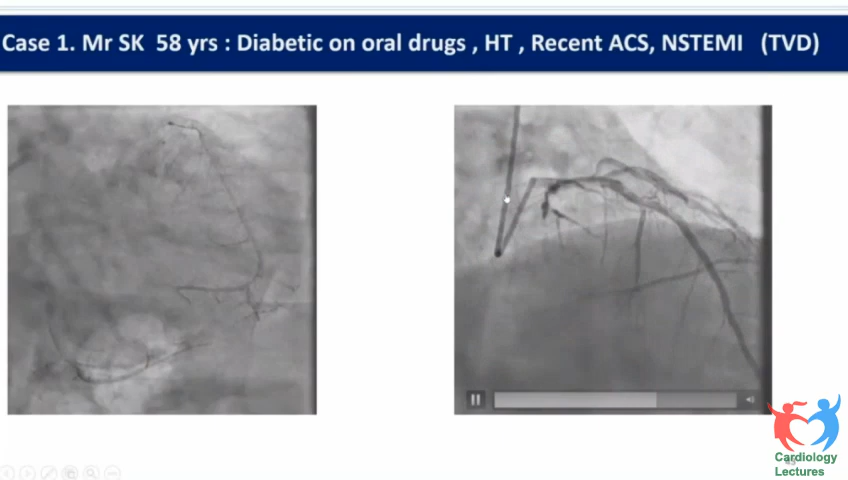 Case 1. Mr SK 58 yrs : Diabetic on oral drugs , HT , Recent ACS, NSTEMI (TVD)
Cardiology
Lectures